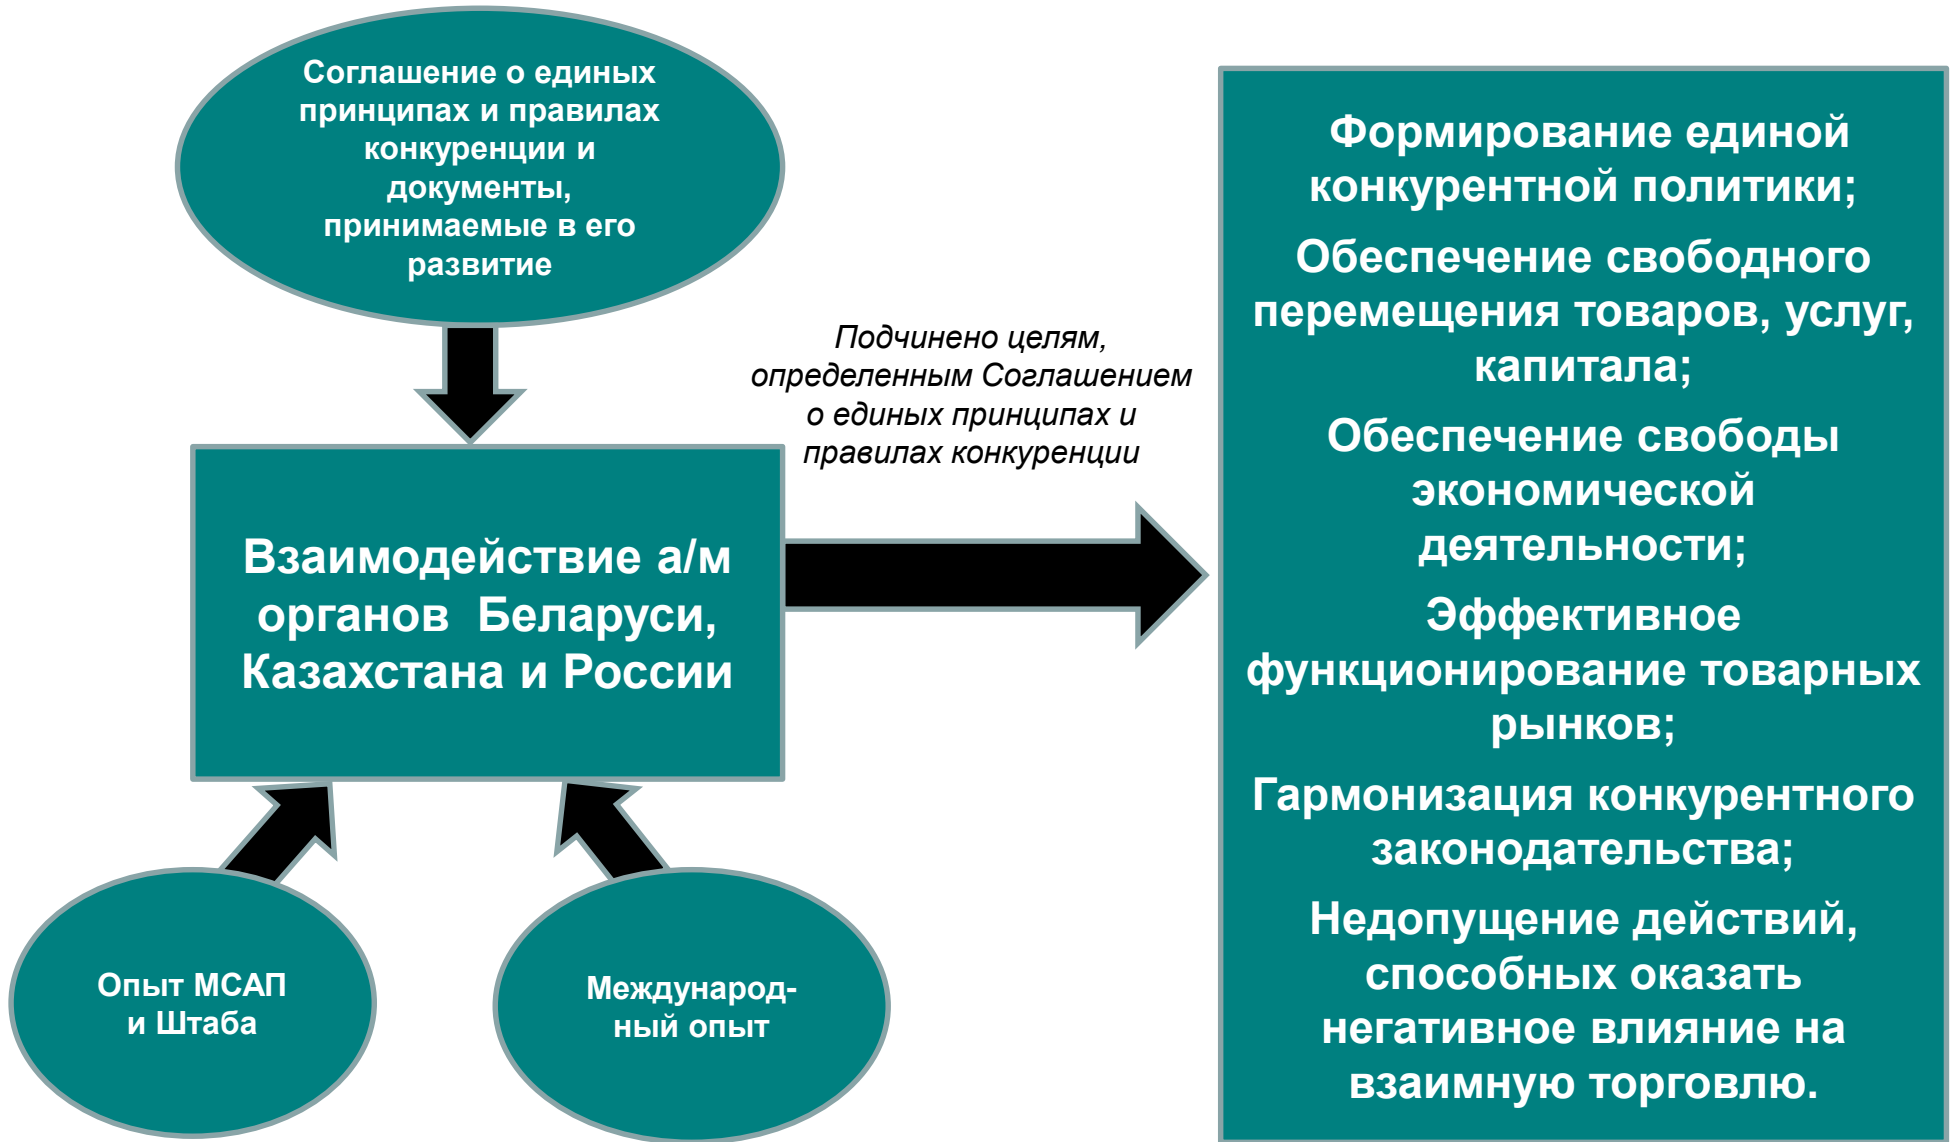 Соглашение о единых
принципах и правилах
конкуренции и
документы,
принимаемые в его
развитие
Подчинено целям,
определенным Соглашением
о единых принципах и
правилах конкуренции
Взаимодействие а/м
органов  Беларуси,
Казахстана и России
Опыт МСАП
и Штаба
Международ-
ный опыт
Формирование единой
конкурентной политики;
Обеспечение свободного
перемещения товаров, услуг,
капитала;
Обеспечение свободы
экономической
деятельности;
Эффективное
функционирование товарных
рынков;
Гармонизация конкурентного
законодательства;
Недопущение действий,
способных оказать
негативное влияние на
взаимную торговлю.